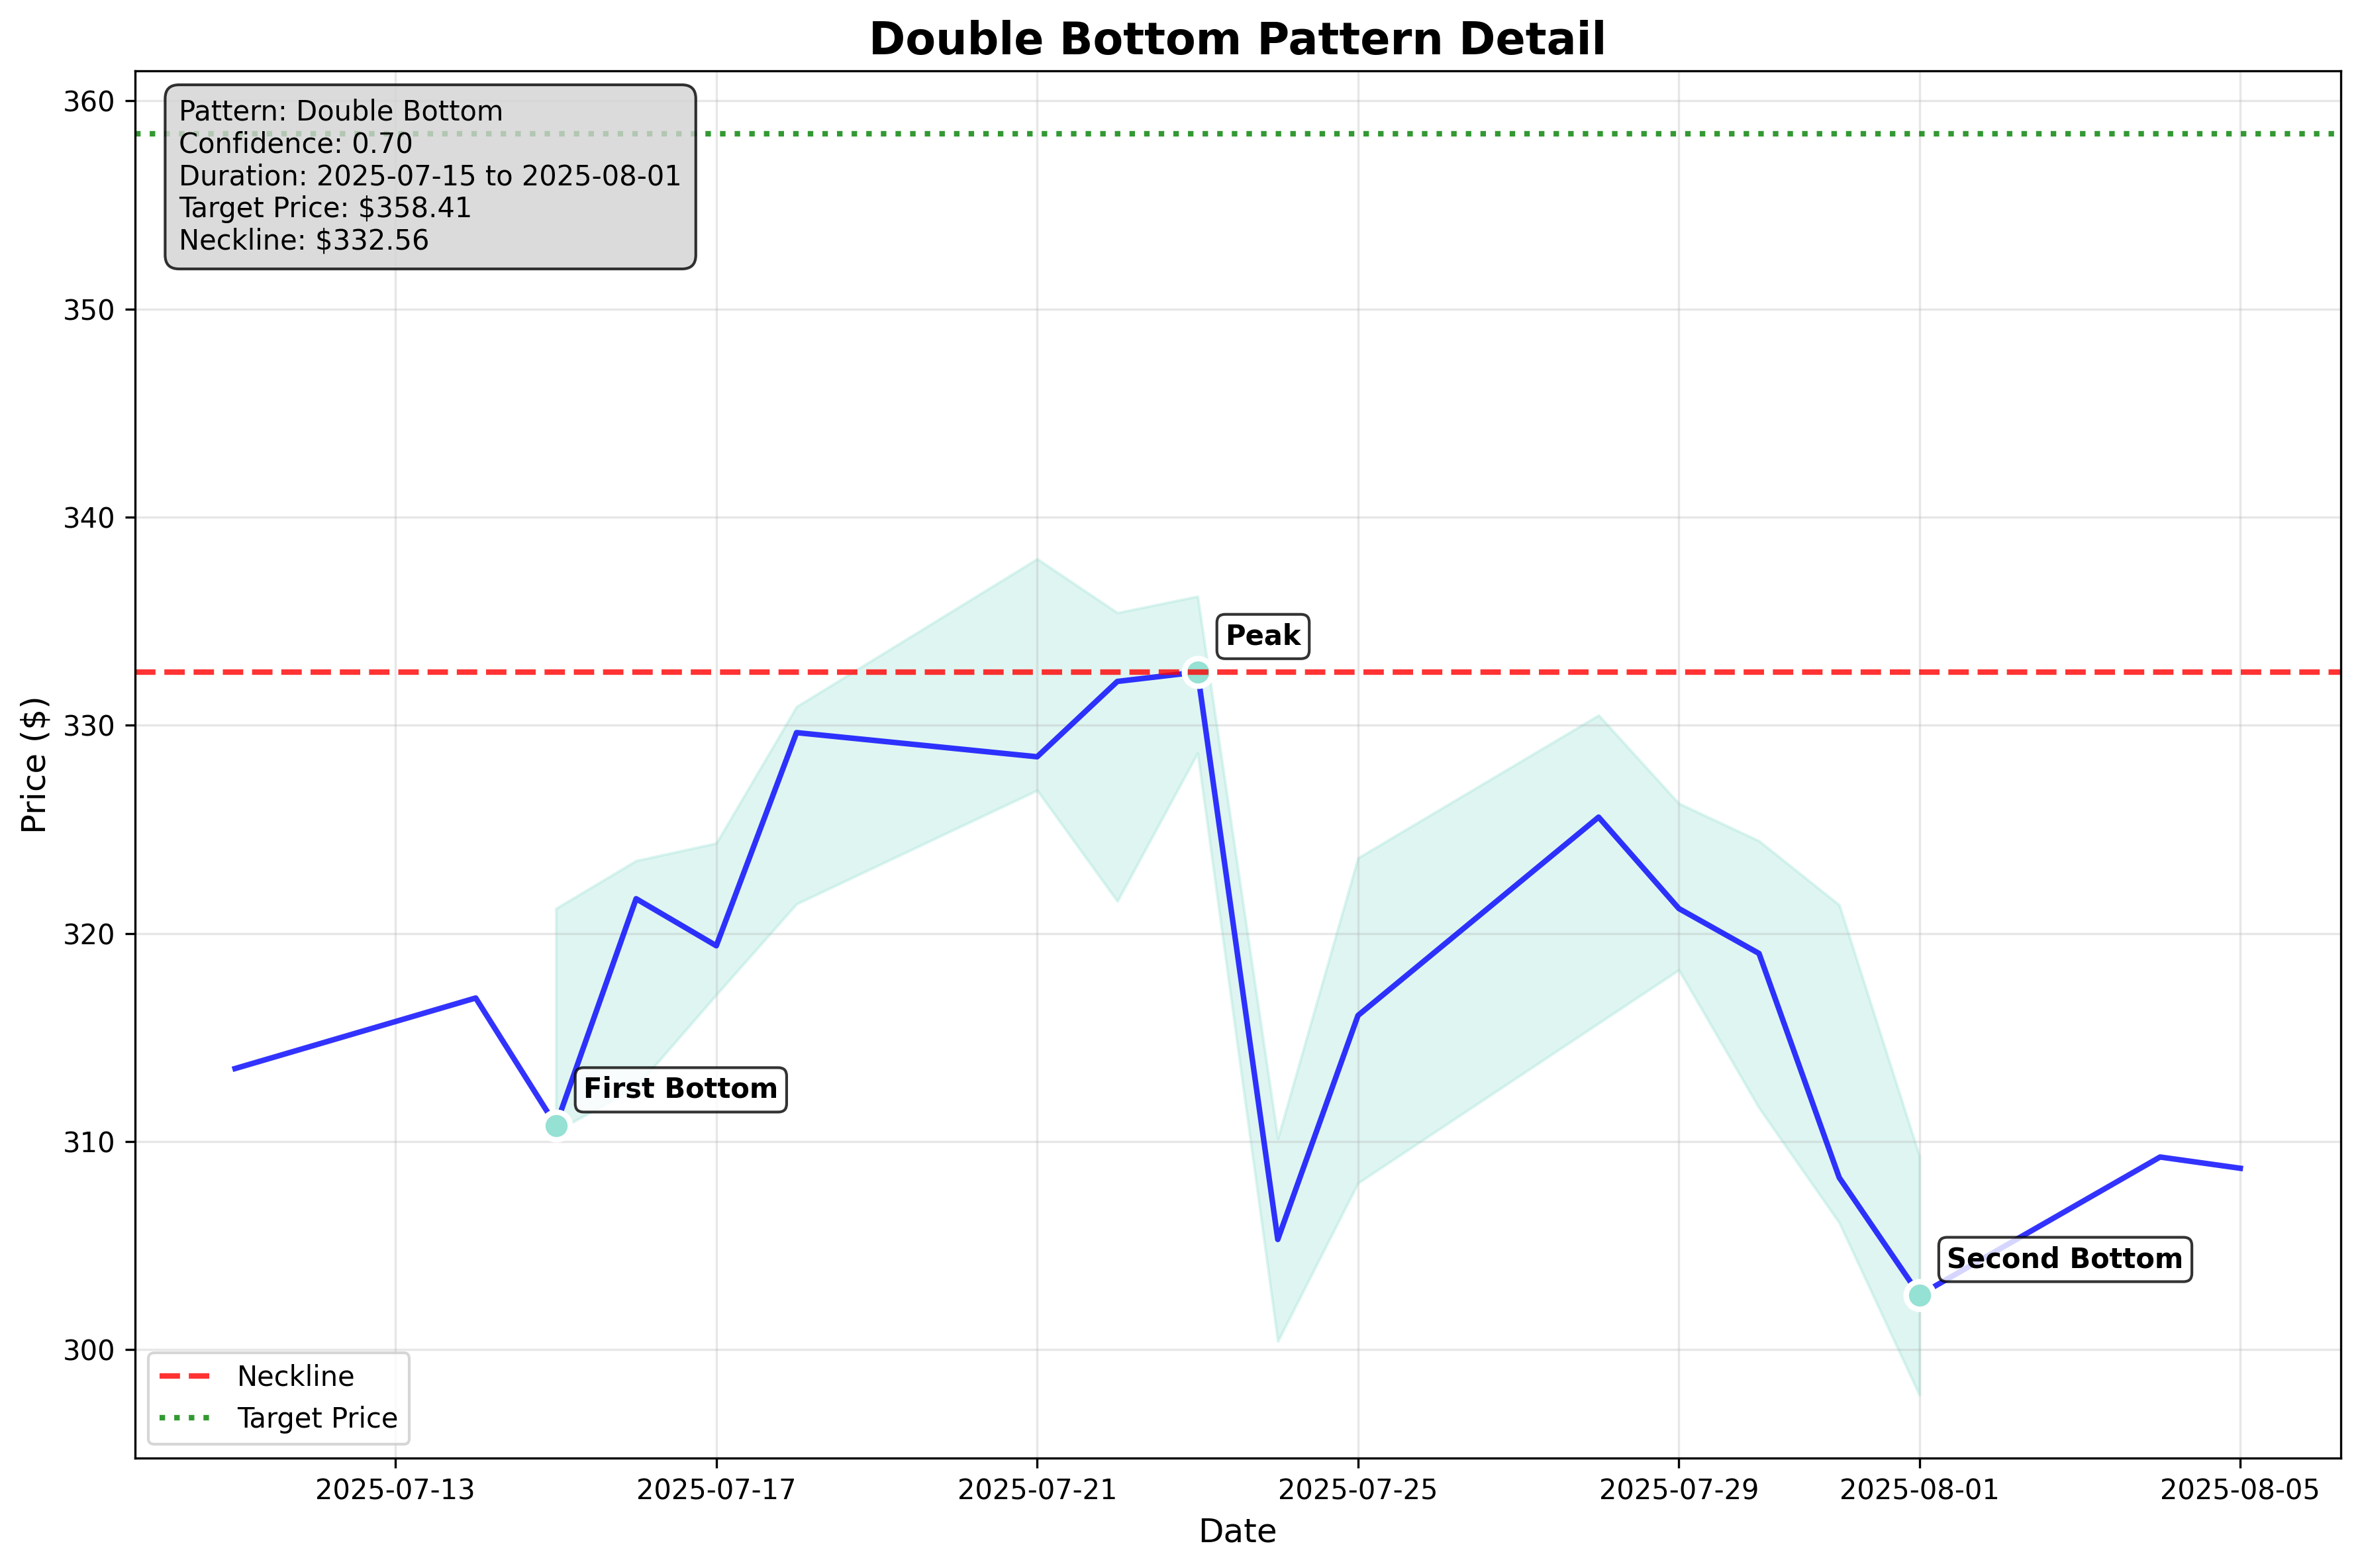 Double Bottom Pattern Detail
Pattern: Double Bottom
Confidence: 0.70
Duration: 2025-07-15 to 2025-08-01
Target Price: $358.41
Neckline: $332.56
360
350
340
330
320
310
300
Price ($)
Peak
First Bottom
Second Bottom
Neckline
Target Price
2025-07-13
2025-07-17
2025-07-21
2025-07-25
2025-07-29
2025-08-01
2025-08-05
Date